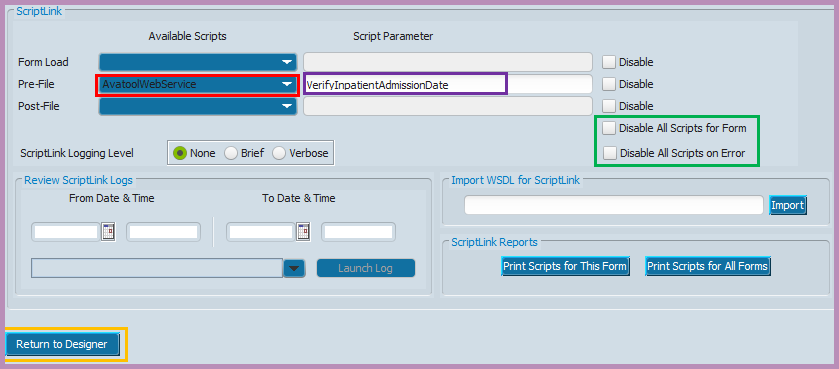 ScriptLink
Available Scripts Script Parameter
Form Load Disable
Pre-File AvatoolWebService VerifyInpatientAdmissionDate Disable
Post-File Disable
Disable All Scripts for Form
ScriptLink Logging Level None Brief Verbose Disable All Scripts on Error
Review ScriptLink Logs
From Date & Time To Date & Time
Launch Log
Import WSDL for ScriptLink
Import
ScriptLink Reports
Print Scripts for This Form Print Scripts for All Forms
Return to Designer